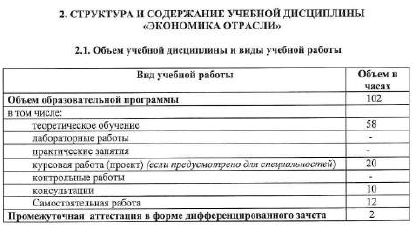 2. СТРУКТУРА И СОДЕРЖАНИЕ УЧЕБНОЙ ДИСЦИПЛИНЫ
«ЭКОНОМИКА ОТРАСЛИ»
2.1. Объем учебной дисциплины и виды учебной работы
Вид учебной работы Объем в часах
Объем образовательной программы 102
в том числе:
теоретическое обучение 58
лабораторные работы -
практические занятия -
курсовая работа (проект) (если предусмотрено для специальностей) 20
контрольные работы -
консультации 10
Самостоятельная работа 12
Промежуточная аттестация в форме дифференцированного зачета 2